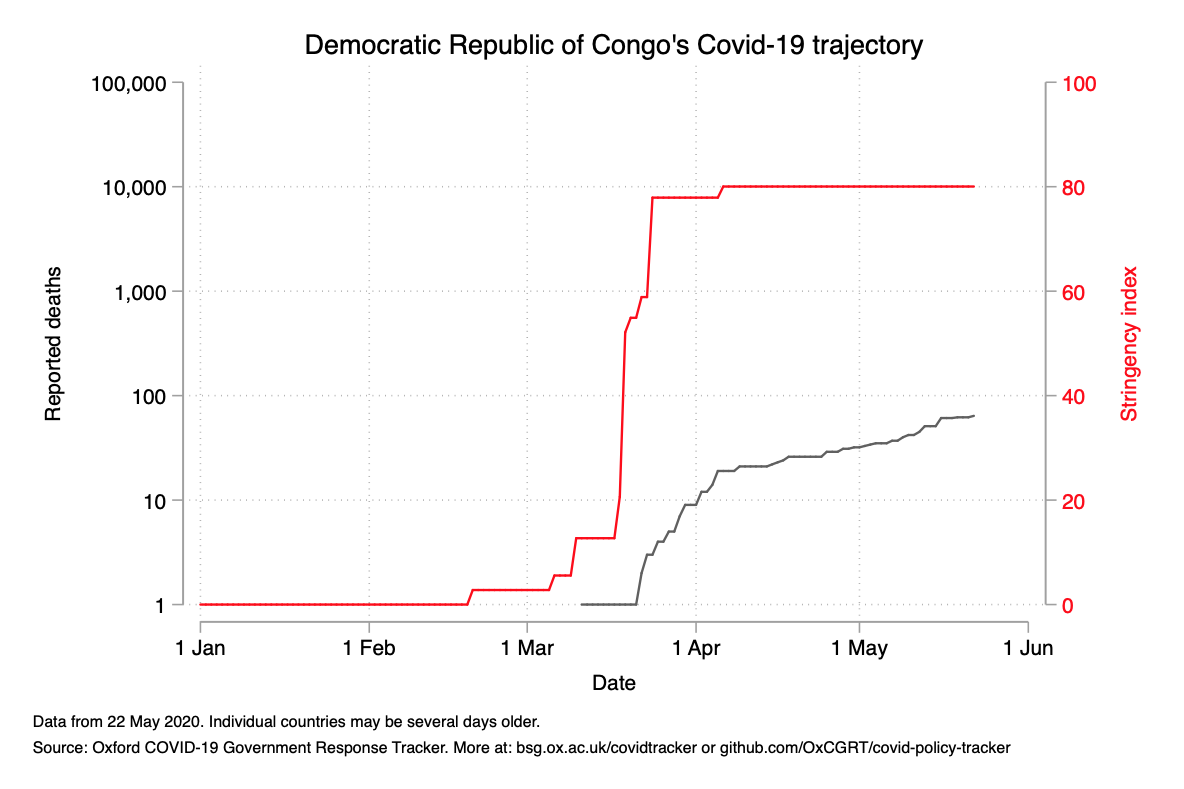 Democratic Republic of Congo's Covid-19 trajectory
100,000
10,000
1,000
100
10
1
Reported deaths
100
80
60
40
20
0
Stringency index
1 Jan
1 Feb
1 Mar
1 Apr
1 May
1 Jun
Date
Data from 22 May 2020. Individual countries may be several days older.
Source: Oxford COVID-19 Government Response Tracker. More at: bsg.ox.ac.uk/covidtracker or github.com/OxCGRT/covid-policy-tracker